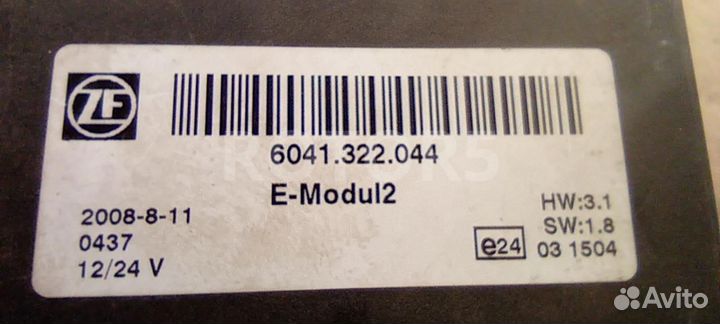 ZF
6041.322.044
ROTOR5
E-Modul2
2008-8-11
0437
12/24 V
HW:3.1
SW:1.8
e24 03 1504
Avito